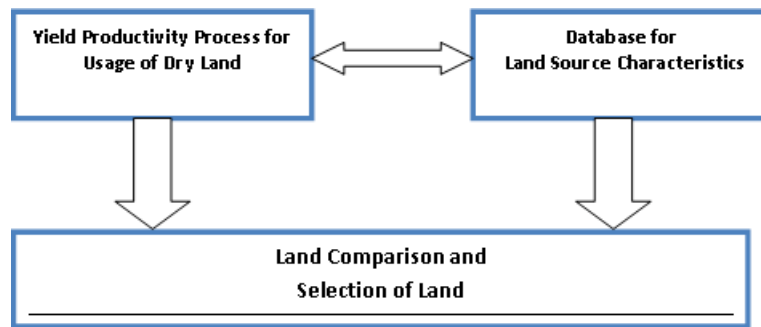 Yield Productivity Process for
Usage of Dry Land
Database for
Land Source Characteristics
Land Comparison and
Selection of Land